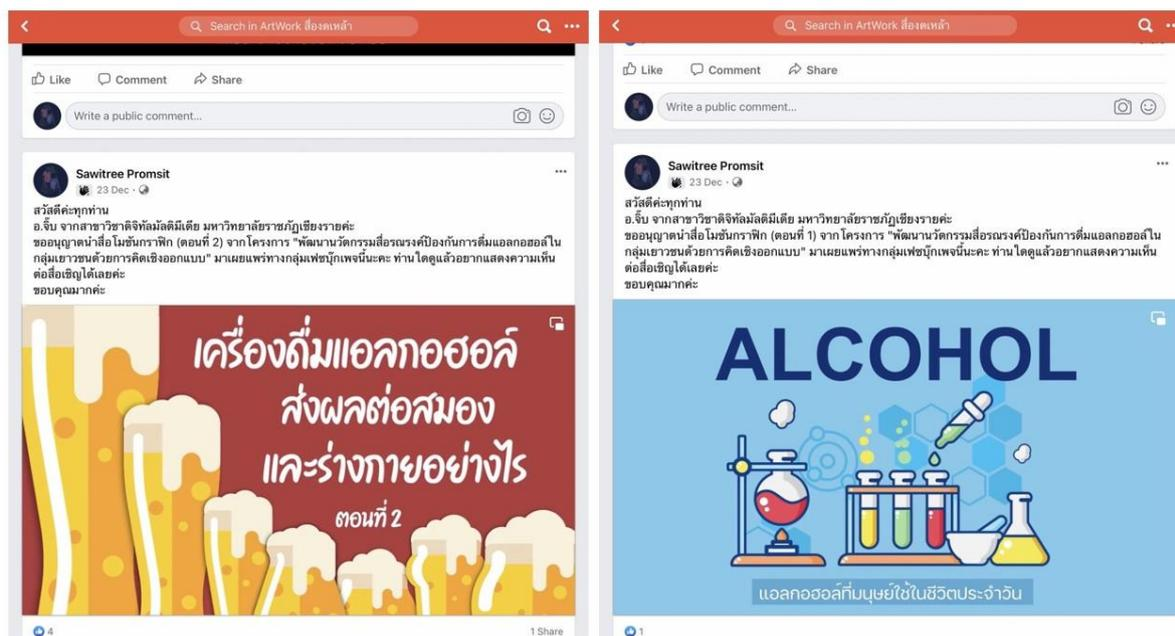 Search in ArtWork สื่องดเหล้า
Like Comment Share
Write a public comment...
Sawitree Promsit
23 Dec
สวัสดีค่ะทุกท่าน
อ.จิ๊บ จากสาขาวิชาดิจิทัลมัลติมีเดีย มหาวิทยาลัยราชภัฏเชียงรายค่ะ
ขออนุญาตนำสื่อโมชันกราฟิก (ตอนที่ 2) จากโครงการ "พัฒนานวัตกรรมสื่อรณรงค์ป้องกันการดื่มแอลกอฮอล์ใน
กลุ่มเยาวชนด้วยการคิดเชิงออกแบบ" มาเผยแพร่ทางกลุ่มเฟซบุ๊กเพจนี้นะคะ ท่านใดดูแล้วอยากแสดงความเห็น
ต่อสื่อเชิญได้เลยค่ะ
ขอบคุณมากค่ะ
เครื่องดื่มแอลกอฮอล์
ส่งผลต่อสมอง
และร่างกายอย่างไร
ตอนที่ 2
4 1 Share
Search in ArtWork สื่องดเหล้า
Like Comment Share
Write a public comment...
Sawitree Promsit
23 Dec
สวัสดีค่ะทุกท่าน
อ.จิ๊บ จากสาขาวิชาดิจิทัลมัลติมีเดีย มหาวิทยาลัยราชภัฏเชียงรายค่ะ
ขออนุญาตนำสื่อโมชันกราฟิก (ตอนที่ 1) จากโครงการ "พัฒนานวัตกรรมสื่อรณรงค์ป้องกันการดื่มแอลกอฮอล์ใน
กลุ่มเยาวชนด้วยการคิดเชิงออกแบบ" มาเผยแพร่ทางกลุ่มเฟซบุ๊กเพจนี้นะคะ ท่านใดดูแล้วอยากแสดงความเห็น
ต่อสื่อเชิญได้เลยค่ะ
ขอบคุณมากค่ะ
ALCOHOL
แอลกอฮอล์ที่มนุษย์ใช้ในชีวิตประจำวัน
1